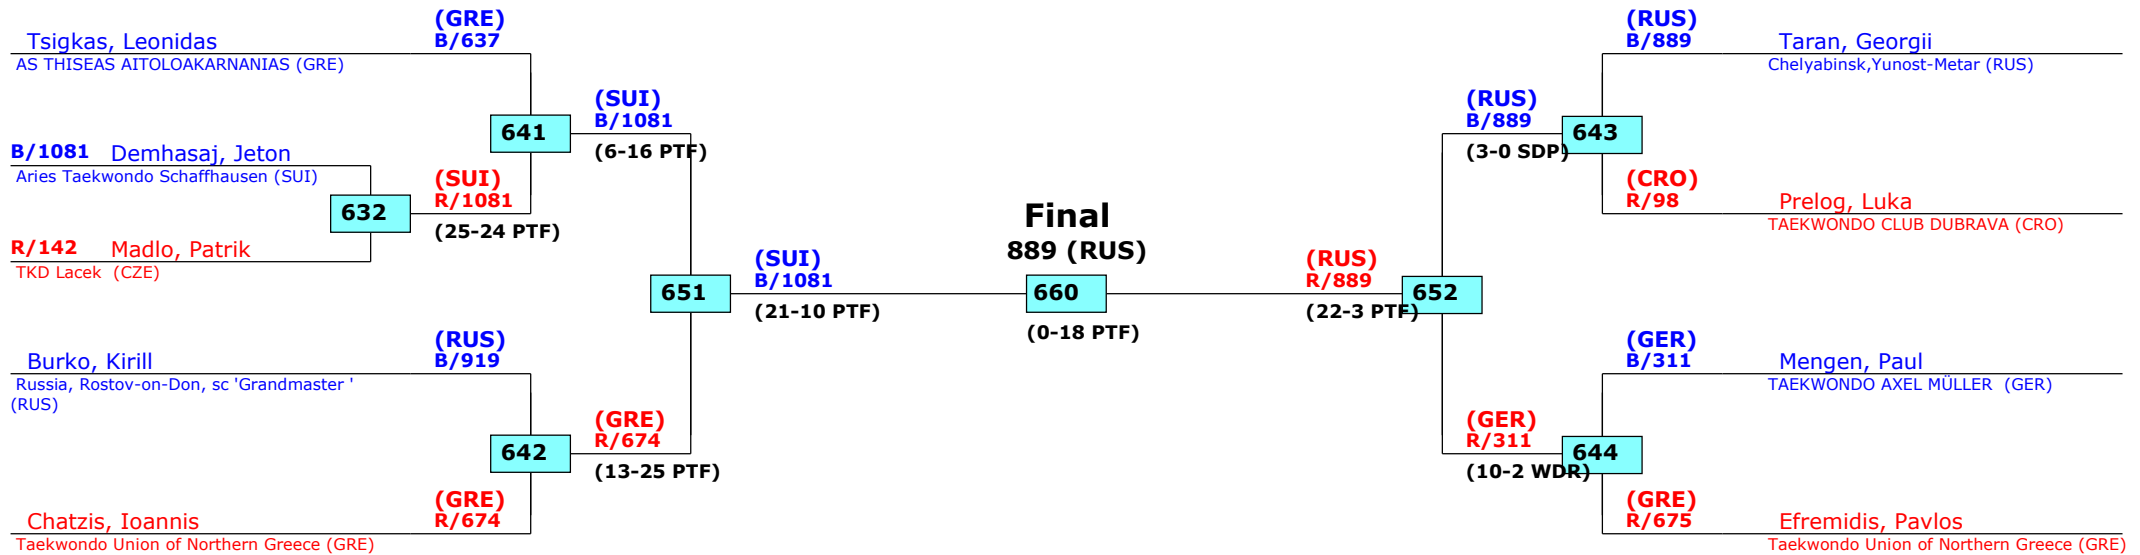 (GRE)
Tsigkas, Leonidas B/637
AS THISEAS AITOLOAKARNANIAS (GRE)
641
(SUI)
B/1081
(6-16 PTF)
B/1081 Demhasaj, Jeton
Aries Taekwondo Schaffhausen (SUI)
632
(SUI)
R/1081
(25-24 PTF)
R/142 Madlo, Patrik
TKD Lacek (CZE)
651
(SUI)
B/1081
(21-10 PTF)
(RUS)
Burko, Kirill B/919
Russia, Rostov-on-Don, sc 'Grandmaster '
(RUS)
642
(GRE)
R/674
(13-25 PTF)
(GRE)
Chatzis, Ioannis R/674
Taekwondo Union of Northern Greece (GRE)
Final
889 (RUS)
660
(0-18 PTF)
(RUS)
R/889
652
(22-3 PTF)
(RUS)
B/889 Taran, Georgii
Chelyabinsk,Yunost-Metar (RUS)
(RUS)
B/889
643
(3-0 SDP)
(CRO)
R/98 Prelog, Luka
TAEKWONDO CLUB DUBRAVA (CRO)
(GER)
B/311 Mengen, Paul
TAEKWONDO AXEL MÜLLER (GER)
(GER)
R/311
644
(10-2 WDR)
(GRE)
R/675 Efremidis, Pavlos
Taekwondo Union of Northern Greece (GRE)